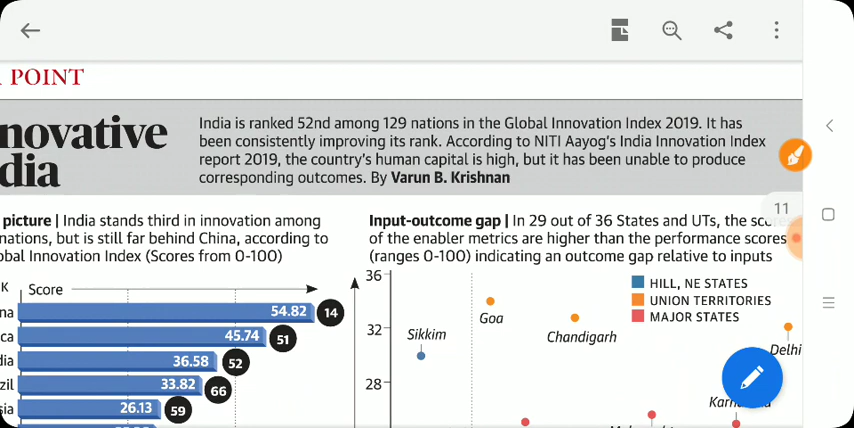 POINT
novative
dia
India is ranked 52nd among 129 nations in the Global Innovation Index 2019. It has
been consistently improving its rank. According to NITI Aayog's India Innovation Index
report 2019, the country's human capital is high, but it has been unable to produce
corresponding outcomes. By Varun B. Krishnan
11
picture | India stands third in innovation among
nations, but is still far behind China, according to
obal Innovation Index (Scores from 0-100)
K Score
na 54.82 14
ca 45.74 51
dia 36.58 52
zil 33.82 66
sia 26.13 59
Input-outcome gap | In 29 out of 36 States and UTs, the scores
of the enabler metrics are higher than the performance scores
(ranges 0-100) indicating an outcome gap relative to inputs
36
32
28
HILL, NE STATES
UNION TERRITORIES
MAJOR STATES
Goa
Sikkim
Chandigarh
Delhi